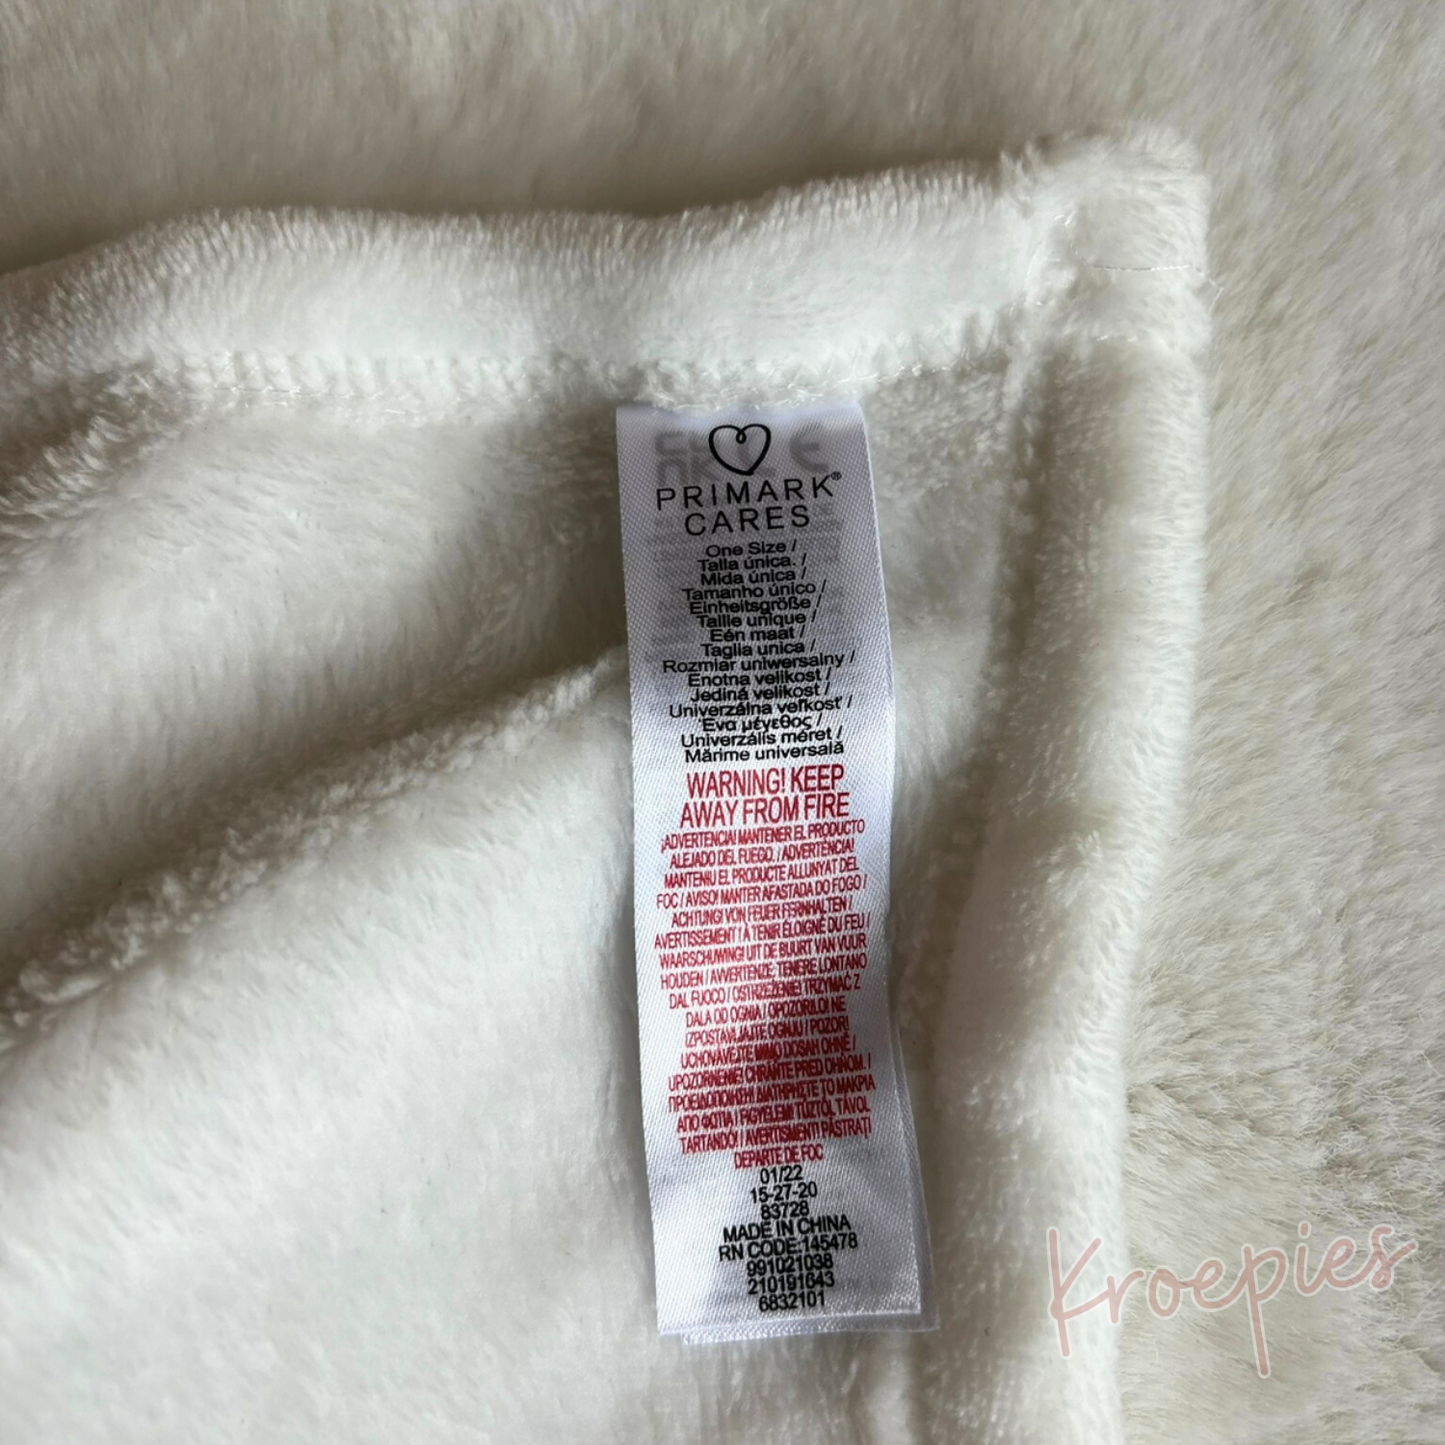 PRIMARK®
CARES
One Size /
Talla única. /
Mida única /
Tamanho único /
Einheitsgröße /
Taille unique /
Eén maat /
Taglia unica /
Rozmiar uniwersalny /
Enotna velikost /
Jediná velikost /
Univerzálna veľkosť /
Ένα μέγεθος /
Univerzális méret /
Mărime universală
WARNING! KEEP
AWAY FROM FIRE
¡ADVERTENCIA! MANTENER EL PRODUCTO
ALEJADO DEL FUEGO. / ADVERTÈNCIA!
MANTENIU EL PRODUCTE ALLUNYAT DEL
FOC / AVISO! MANTER AFASTADA DO FOGO /
ACHTUNG! VON FEUER FERNHALTEN /
AVERTISSEMENT ! À TENIR ÉLOIGNÉ DU FEU /
WAARSCHUWING! UIT DE BUURT VAN VUUR
HOUDEN / AVVERTENZE, TENERE LONTANO
DAL FUOCO / OSTRZEŻENIE! TRZYMAĆ Z
DALA OD OGNIA / OPOZORILO! NE
IZPOSTAVLJAJTE OGNJU / POZOR!
UCHOVÁVEJTE MIMO DOSAH OHNĚ /
UPOZORNENIE! CHRÁŇTE PRED OHŇOM. /
ΠΡΟΕΙΔΟΠΟΙΗΣΗ! ΔΙΑΤΗΡΗΣΤΕ ΤΟ ΜΑΚΡΙΑ
ΑΠΟ ΦΩΤΙΑ / FIGYELEM! TŰZTŐL TÁVOL
TARTANDÓ! / AVERTISMENT! PĂSTRAȚI
DEPARTE DE FOC
01/22
15-27-20
83728
MADE IN CHINA
RN CODE:145478
991021038
210191643
6832101
Kroepies